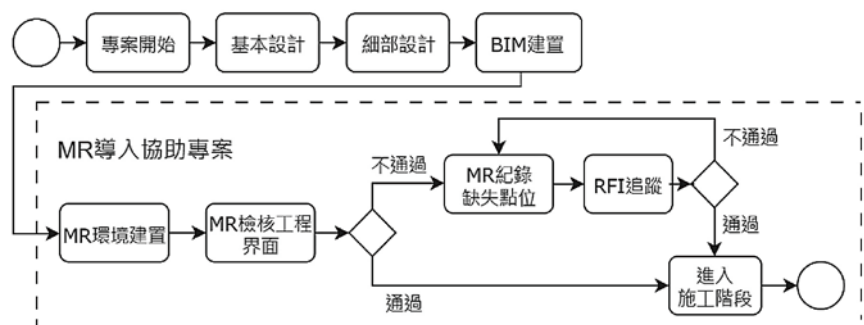 專案開始
基本設計
細部設計
BIM建置
MR導入協助專案
不通過
MR紀錄
缺失點位
RFI追蹤
不通過
MR環境建置
MR檢核工程
界面
通過
通過
進入
施工階段